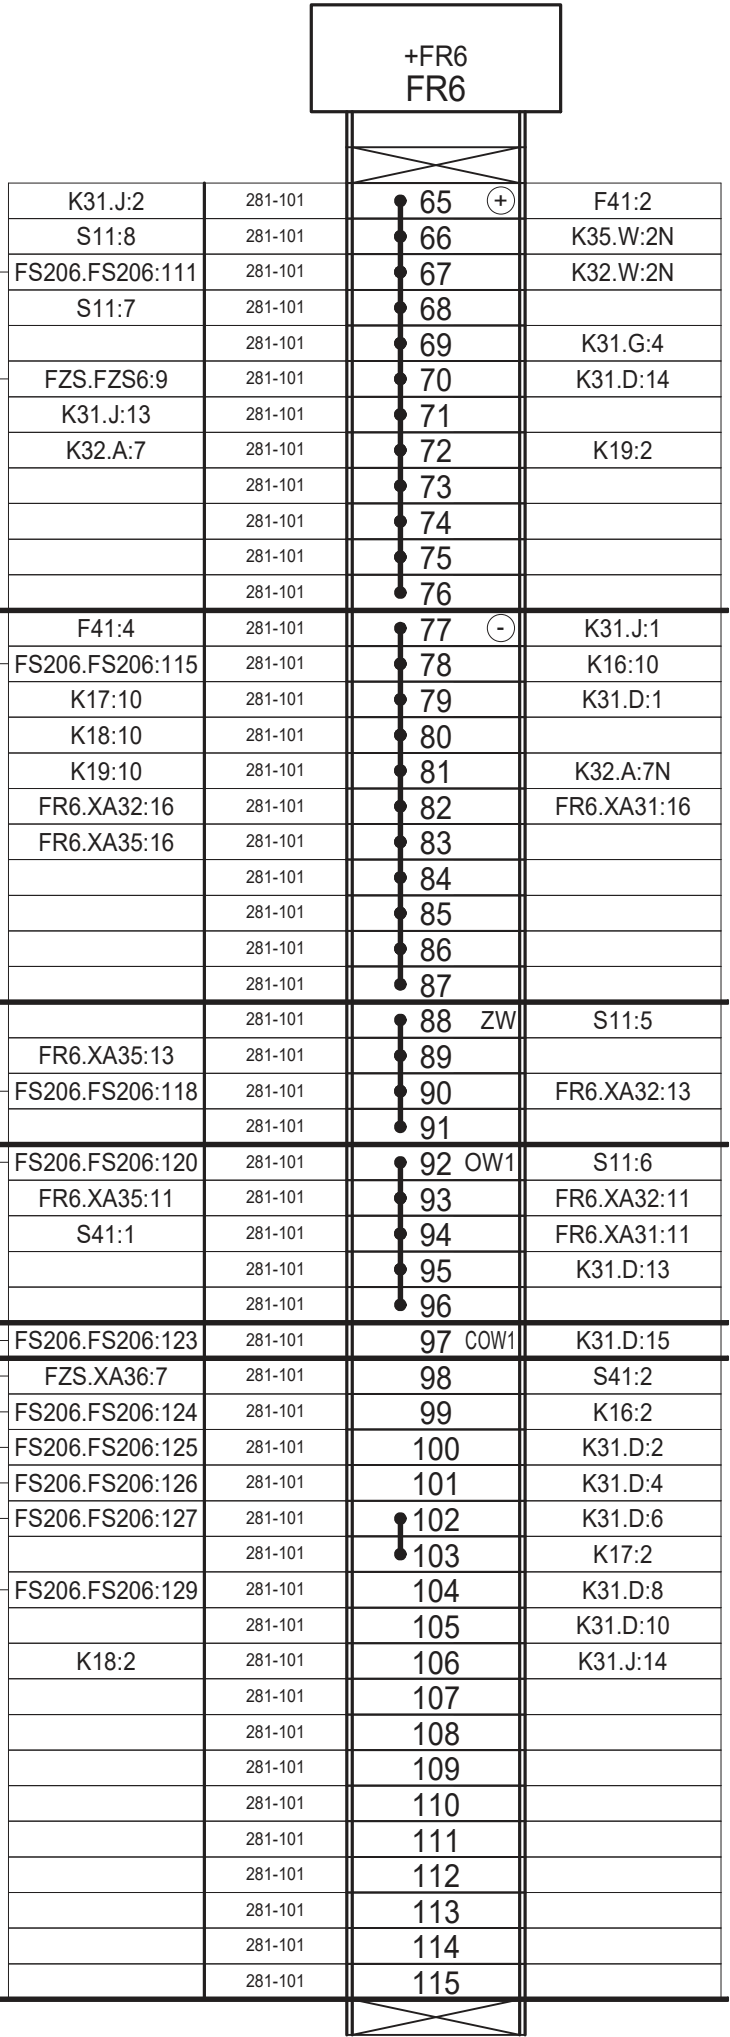 +FR6
FR6
K31.J:2 281-101 65 + F41:2
S11:8 281-101 66 K35.W:2N
FS206.FS206:111 281-101 67 K32.W:2N
S11:7 281-101 68
281-101 69 K31.G:4
FZS.FZS6:9 281-101 70 K31.D:14
K31.J:13 281-101 71
K32.A:7 281-101 72 K19:2
281-101 73
281-101 74
281-101 75
281-101 76
F41:4 281-101 77 - K31.J:1
FS206.FS206:115 281-101 78 K16:10
K17:10 281-101 79 K31.D:1
K18:10 281-101 80
K19:10 281-101 81 K32.A:7N
FR6.XA32:16 281-101 82 FR6.XA31:16
FR6.XA35:16 281-101 83
281-101 84
281-101 85
281-101 86
281-101 87
281-101 88 ZW S11:5
FR6.XA35:13 281-101 89
FS206.FS206:118 281-101 90 FR6.XA32:13
281-101 91
FS206.FS206:120 281-101 92 OW1 S11:6
FR6.XA35:11 281-101 93 FR6.XA32:11
S41:1 281-101 94 FR6.XA31:11
281-101 95 K31.D:13
281-101 96
FS206.FS206:123 281-101 97 COW1 K31.D:15
FZS.XA36:7 281-101 98 S41:2
FS206.FS206:124 281-101 99 K16:2
FS206.FS206:125 281-101 100 K31.D:2
FS206.FS206:126 281-101 101 K31.D:4
FS206.FS206:127 281-101 102 K31.D:6
281-101 103 K17:2
FS206.FS206:129 281-101 104 K31.D:8
281-101 105 K31.D:10
K18:2 281-101 106 K31.J:14
281-101 107
281-101 108
281-101 109
281-101 110
281-101 111
281-101 112
281-101 113
281-101 114
281-101 115